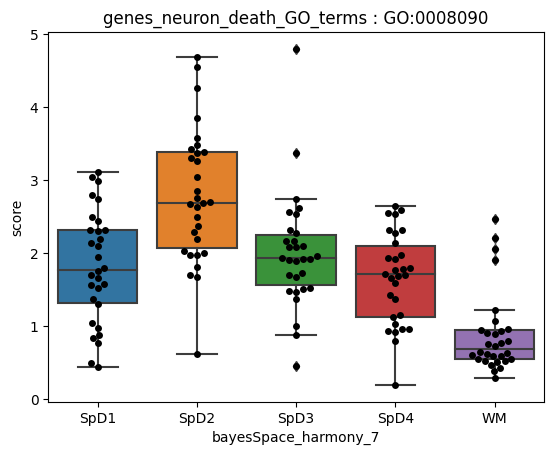 genes_neuron_death_GO_terms : GO:0008090
5
4
3
2
1
0
score
SpD1 SpD2 SpD3 SpD4 WM
bayesSpace_harmony_7